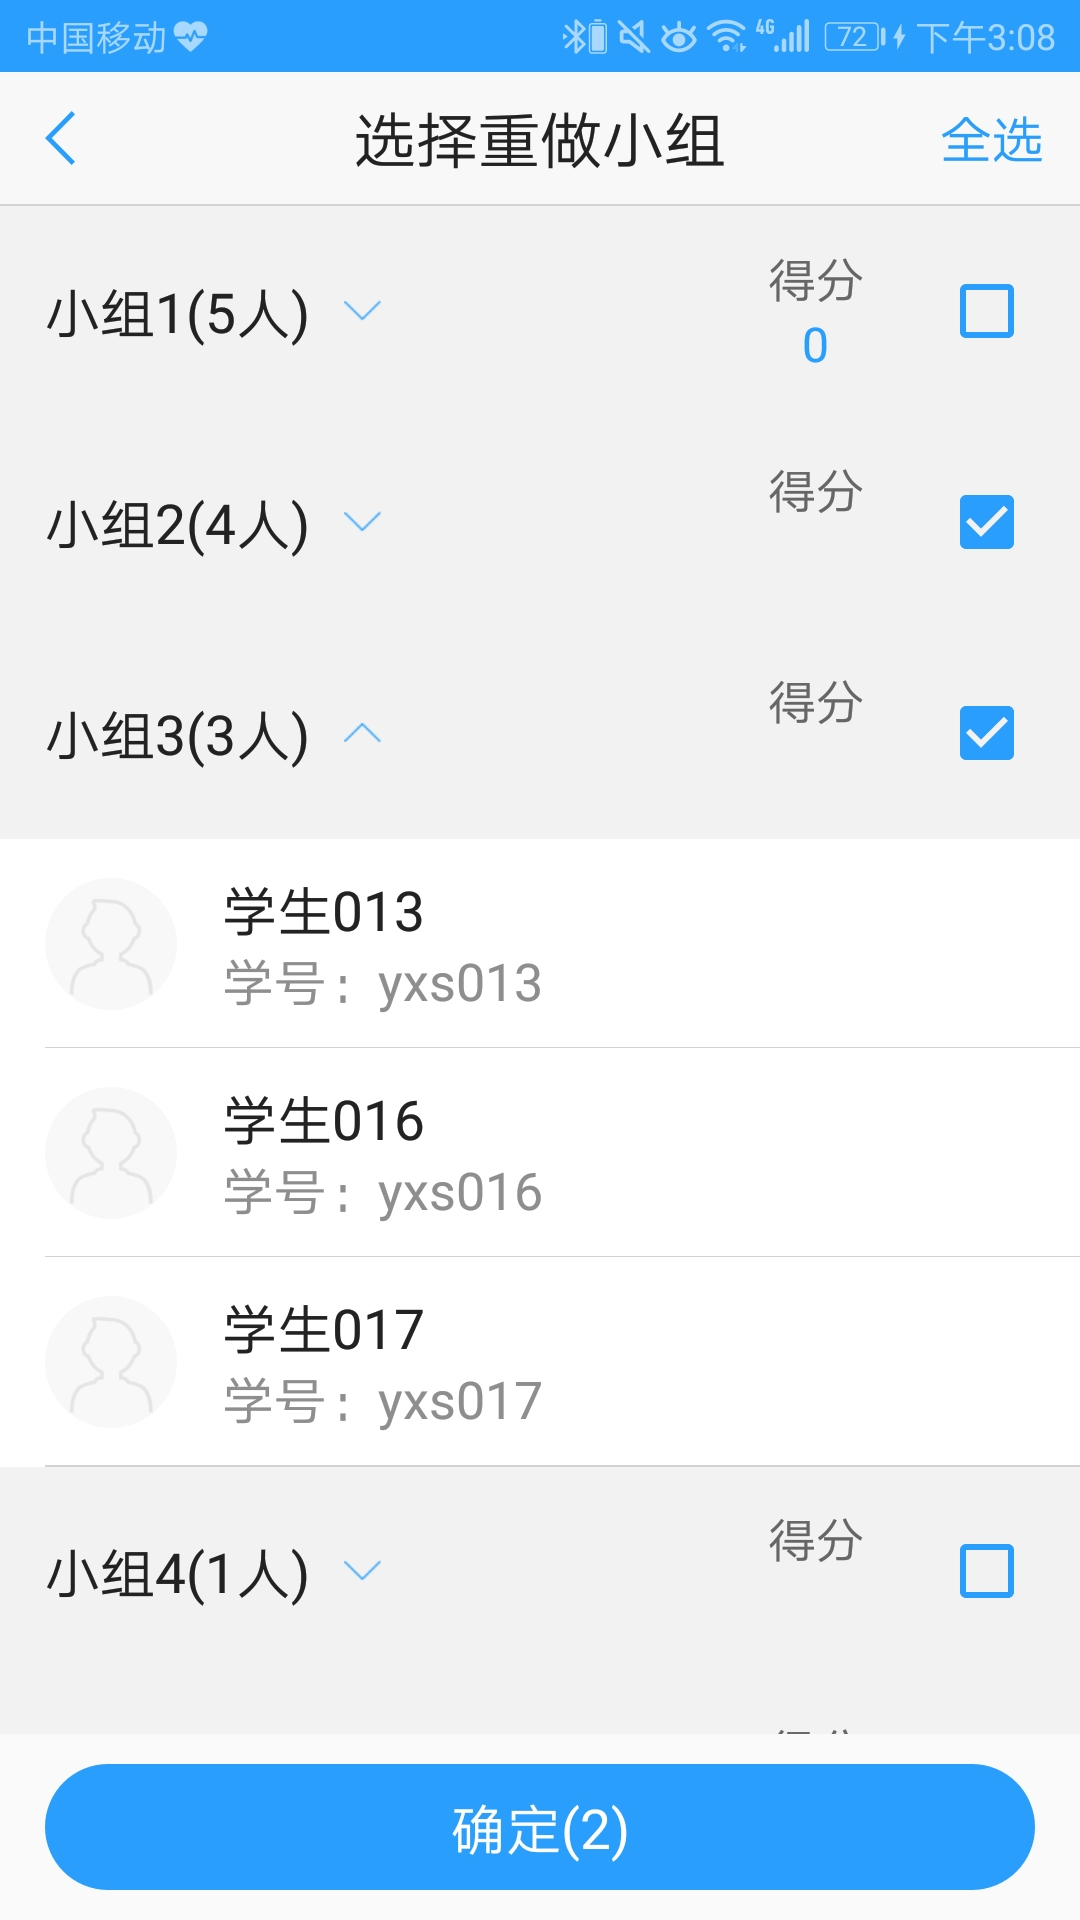 中国移动 4G 72 下午3:08
选择重做小组 全选
得分
小组1(5人)
0
得分
小组2(4人)
得分
小组3(3人)
学生013
学号：yxs013
学生016
学号：yxs016
学生017
学号：yxs017
得分
小组4(1人)
确定(2)